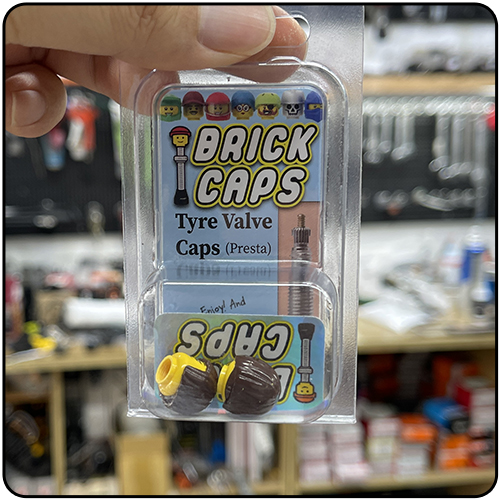 BRICK
CAPS
Tyre Valve
Caps (Presta)
Enjoy! And
CAPS